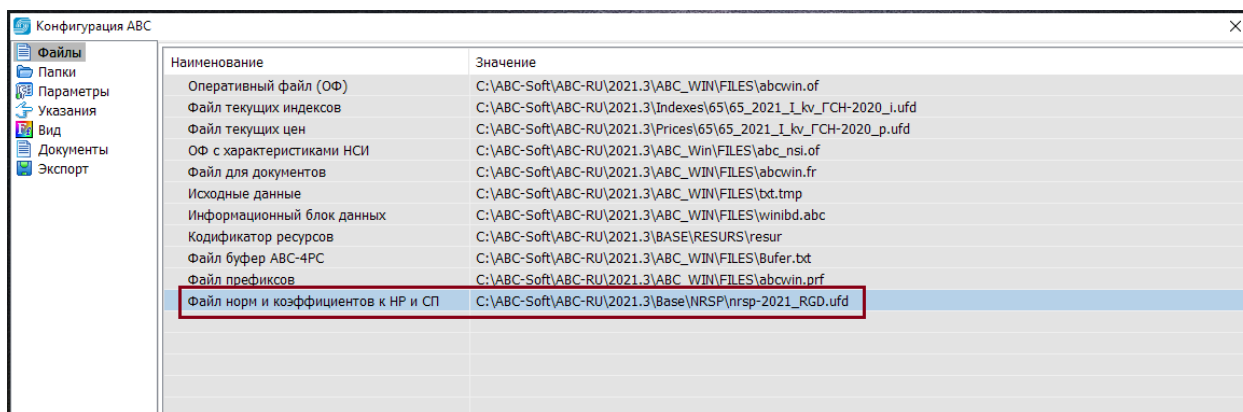 Конфигурация АВС
Файлы
Папки
Параметры
Указания
Вид
Документы
Экспорт
Наименование Значение
Оперативный файл (ОФ) C:\ABC-Soft\ABC-RU\2021.3\ABC_WIN\FILES\abcwin.of
Файл текущих индексов C:\ABC-Soft\ABC-RU\2021.3\Indexes\65\65_2021_I_kv_ГСН-2020_i.ufd
Файл текущих цен C:\ABC-Soft\ABC-RU\2021.3\Prices\65\65_2021_I_kv_ГСН-2020_p.ufd
ОФ с характеристиками НСИ C:\ABC-Soft\ABC-RU\2021.3\ABC_Win\FILES\abc_nsi.of
Файл для документов C:\ABC-Soft\ABC-RU\2021.3\ABC_WIN\FILES\abcwin.fr
Исходные данные C:\ABC-Soft\ABC-RU\2021.3\ABC_WIN\FILES\txt.tmp
Информационный блок данных C:\ABC-Soft\ABC-RU\2021.3\ABC_WIN\FILES\winibd.abc
Кодификатор ресурсов C:\ABC-Soft\ABC-RU\2021.3\BASE\RESURS\resur
Файл буфер АВС-4РС C:\ABC-Soft\ABC-RU\2021.3\ABC_WIN\FILES\Bufer.txt
Файл префиксов C:\ABC-Soft\ABC-RU\2021.3\ABC_WIN\FILES\abcwin.prf
Файл норм и коэффициентов к НР и СП C:\ABC-Soft\ABC-RU\2021.3\Base\NRSP\nrsp-2021_RGD.ufd